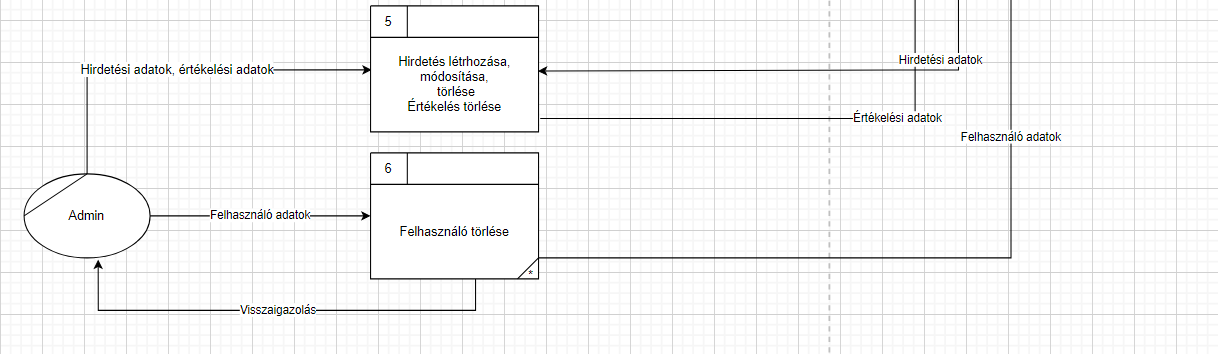 5
Hirdetés létrhozása,
módosítása,
törlése
Értékelés törlése
Hirdetési adatok, értékelési adatok
Hirdetési adatok
Értékelési adatok
Felhasználó adatok
6
Felhasználó törlése
*
Admin
Felhasználó adatok
Visszaigazolás